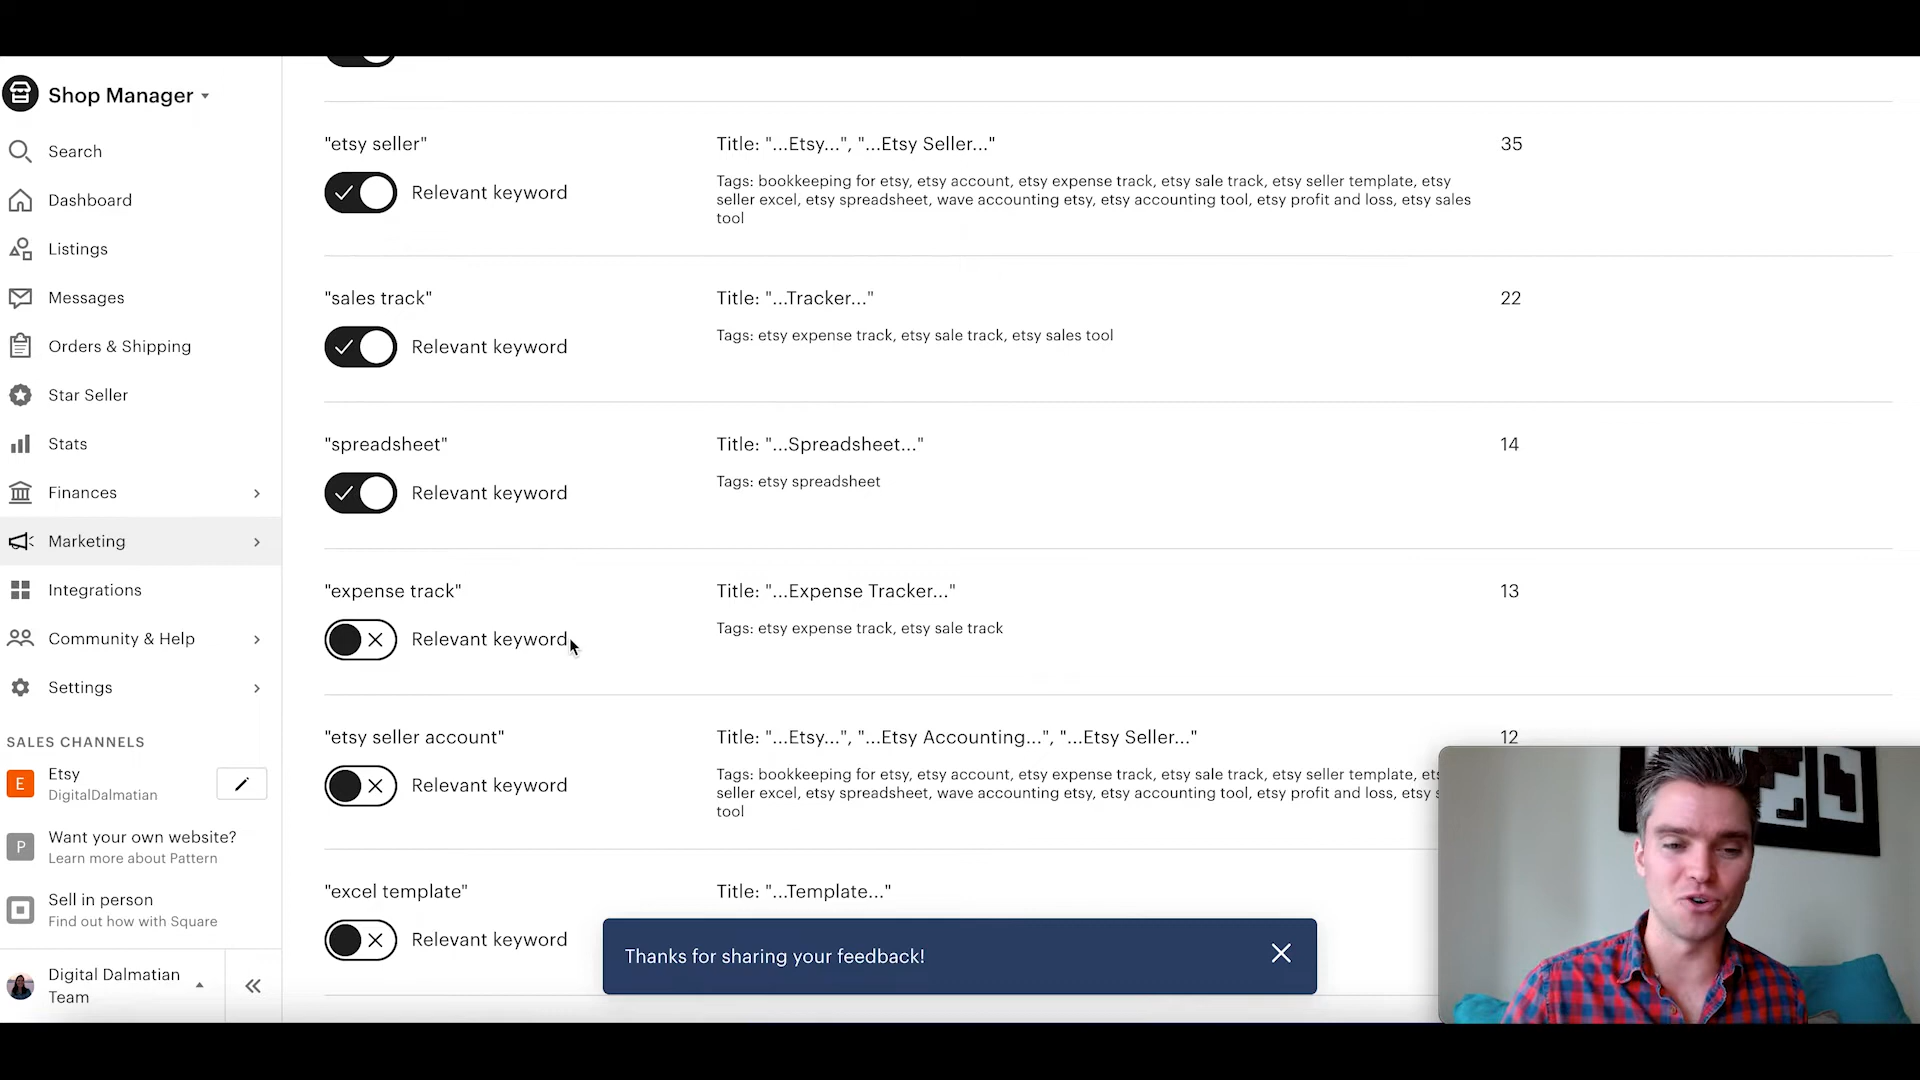 Shop Manager
Search
Dashboard
Listings
Messages
Orders & Shipping
Star Seller
Stats
Finances
Marketing
Integrations
Community & Help
Settings
SALES CHANNELS
E
Etsy
DigitalDalmatian
P
Want your own website?
Learn more about Pattern
Sell in person
Find out how with Square
Digital Dalmatian
Team
"etsy seller"
Relevant keyword
Title: "...Etsy...", "...Etsy Seller..."
Tags: bookkeeping for etsy, etsy account, etsy expense track, etsy sale track, etsy seller template, etsy
seller excel, etsy spreadsheet, wave accounting etsy, etsy accounting tool, etsy profit and loss, etsy sales
tool
35
"sales track"
Relevant keyword
Title: "...Tracker..."
Tags: etsy expense track, etsy sale track, etsy sales tool
22
"spreadsheet"
Relevant keyword
Title: "...Spreadsheet..."
Tags: etsy spreadsheet
14
"expense track"
Relevant keyword
Title: "...Expense Tracker..."
Tags: etsy expense track, etsy sale track
13
"etsy seller account"
Relevant keyword
Title: "...Etsy...", "...Etsy Accounting...", "...Etsy Seller..."
Tags: bookkeeping for etsy, etsy account, etsy expense track, etsy sale track, etsy seller template, ets
seller excel, etsy spreadsheet, wave accounting etsy, etsy accounting tool, etsy profit and loss, etsy s
tool
12
"excel template"
Relevant keyword
Title: "...Template..."
Thanks for sharing your feedback!